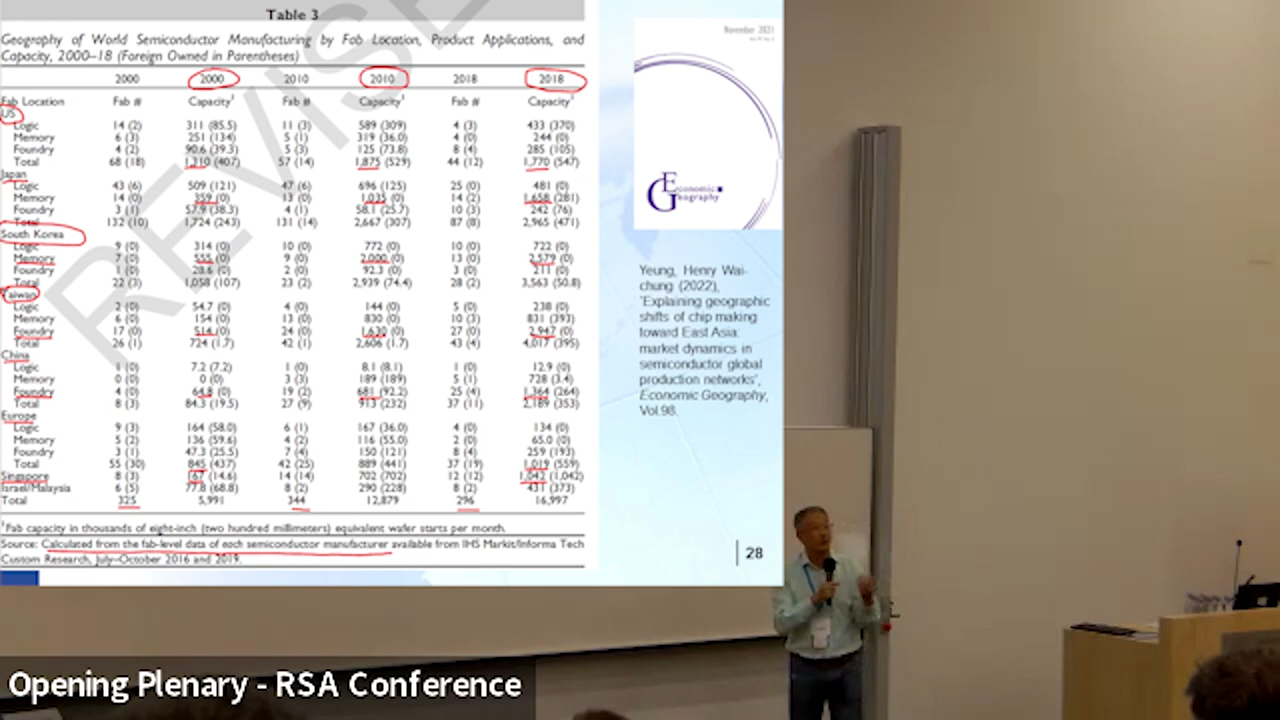 Table 3
Geography of World Semiconductor Manufacturing by Fab Location, Product Applications, and
Capacity, 2000–18 (Foreign Owned in Parentheses)
2000 2000 2010 2010 2018 2018
Fab Location Fab # Capacity¹ Fab # Capacity¹ Fab # Capacity¹
US
Logic 14 (2) 311 (85.5) 11 (3) 589 (309) 4 (3) 433 (370)
Memory 6 (3) 251 (134) 5 (1) 319 (36.0) 4 (0) 244 (0)
Foundry 4 (2) 90.6 (39.3) 5 (3) 125 (73.8) 8 (4) 285 (105)
Total 68 (18) 1,310 (407) 57 (14) 1,875 (529) 44 (12) 1,770 (547)
Japan
Logic 43 (6) 509 (121) 47 (6) 696 (125) 25 (0) 481 (0)
Memory 14 (0) 359 (0) 13 (0) 1,035 (0) 14 (2) 1,658 (281)
Foundry 3 (1) 57.9 (38.3) 4 (1) 58.1 (25.7) 10 (3) 242 (76)
Total 132 (10) 1,724 (243) 131 (14) 2,667 (307) 87 (8) 2,965 (471)
South Korea
Logic 9 (0) 314 (0) 10 (0) 772 (0) 10 (0) 722 (0)
Memory 7 (0) 555 (0) 9 (0) 2,000 (0) 13 (0) 2,579 (0)
Foundry 1 (0) 28.6 (0) 2 (0) 92.3 (0) 3 (0) 211 (0)
Total 22 (3) 1,058 (107) 23 (2) 2,939 (74.4) 28 (2) 3,563 (50.8)
Taiwan
Logic 2 (0) 54.7 (0) 4 (0) 144 (0) 5 (0) 238 (0)
Memory 6 (0) 154 (0) 13 (0) 830 (0) 10 (3) 831 (393)
Foundry 17 (0) 514 (0) 24 (0) 1,630 (0) 27 (0) 2,947 (0)
Total 26 (1) 724 (1.7) 42 (1) 2,606 (1.7) 43 (4) 4,017 (395)
China
Logic 1 (0) 7.2 (7.2) 1 (0) 8.1 (8.1) 1 (0) 12.9 (0)
Memory 0 (0) 0 (0) 3 (3) 189 (189) 5 (1) 728 (3.4)
Foundry 4 (0) 64.8 (0) 19 (2) 681 (92.2) 25 (4) 1,364 (264)
Total 8 (3) 84.3 (19.5) 27 (9) 913 (232) 37 (11) 2,189 (353)
Europe
Logic 9 (3) 164 (58.0) 6 (1) 167 (36.0) 4 (0) 134 (0)
Memory 5 (2) 136 (59.6) 4 (2) 116 (55.0) 2 (0) 65.0 (0)
Foundry 3 (1) 47.3 (25.5) 7 (4) 150 (121) 8 (4) 259 (193)
Total 55 (30) 845 (437) 42 (25) 889 (441) 37 (19) 1,019 (559)
Singapore 8 (3) 167 (14.6) 14 (14) 702 (702) 12 (12) 1,042 (1,042)
Israel/Malaysia 6 (5) 77.8 (68.8) 8 (2) 290 (228) 8 (2) 431 (373)
Total 325 5,991 344 12,879 296 16,997
¹Fab capacity in thousands of eight-inch (two hundred millimeters) equivalent wafer starts per month.
Source: Calculated from the fab-level data of each semiconductor manufacturer available from IHS Markit/Informa Tech
Custom Research, July–October 2016 and 2019.
REVISE
November 2021
Economic
Geography
Yeung, Henry Wai-
chung (2022),
'Explaining geographic
shifts of chip making
toward East Asia:
market dynamics in
semiconductor global
production networks',
Economic Geography,
Vol.98.
28
Opening Plenary - RSA Conference